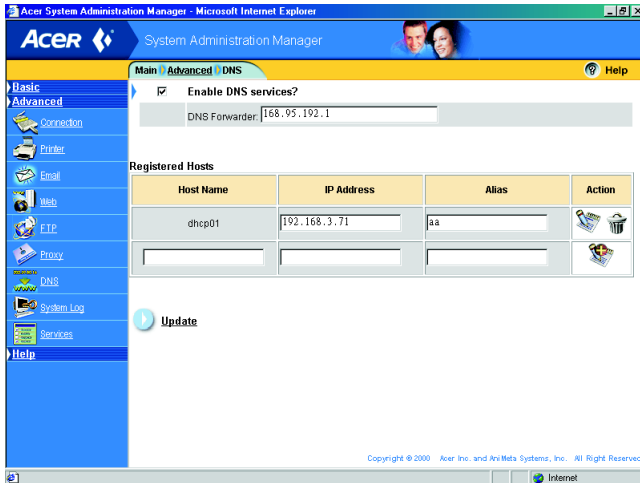 Acer System Administration Manager - Microsoft Internet Explorer
Acer System Administration Manager
Main Advanced DNS Help
Basic
Advanced
Connection
Printer
Email
Web
FTP
Proxy
DNS
System Log
Services
Help
Enable DNS services?
DNS Forwarder: 168.95.192.1
Registered Hosts
Host Name IP Address Alias Action
dhcp01 192.168.3.71 aa
Update
Copyright © 2000 Acer Inc. and AniMeta Systems, Inc. All Right Reserved
Internet